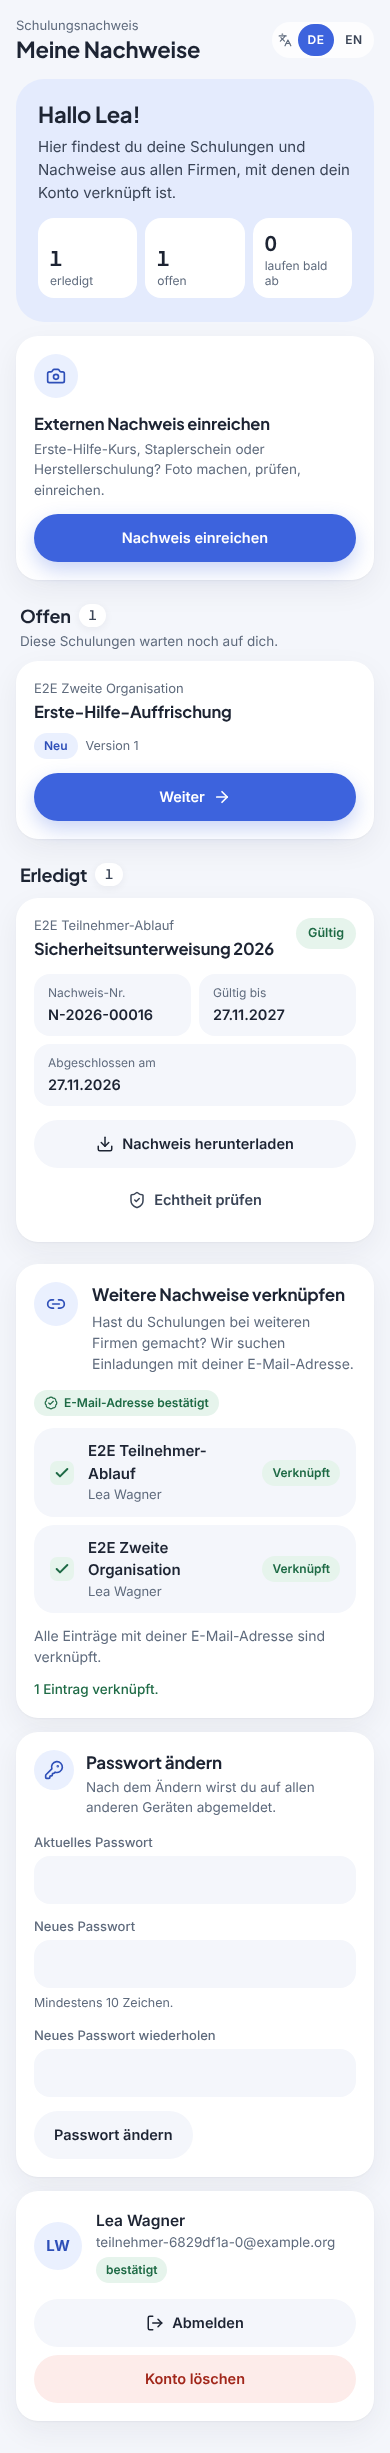 Schulungsnachweis
Meine Nachweise
DE EN
Hallo Lea!
Hier findest du deine Schulungen und
Nachweise aus allen Firmen, mit denen dein
Konto verknüpft ist.
1
erledigt
1
offen
0
laufen bald
ab
Externen Nachweis einreichen
Erste-Hilfe-Kurs, Staplerschein oder
Herstellerschulung? Foto machen, prüfen,
einreichen.
Nachweis einreichen
Offen 1
Diese Schulungen warten noch auf dich.
E2E Zweite Organisation
Erste-Hilfe-Auffrischung
Neu Version 1
Weiter
Erledigt 1
E2E Teilnehmer-Ablauf
Sicherheitsunterweisung 2026
Gültig
Nachweis-Nr.
N-2026-00016
Gültig bis
27.11.2027
Abgeschlossen am
27.11.2026
Nachweis herunterladen
Echtheit prüfen
Weitere Nachweise verknüpfen
Hast du Schulungen bei weiteren
Firmen gemacht? Wir suchen
Einladungen mit deiner E-Mail-Adresse.
E-Mail-Adresse bestätigt
E2E Teilnehmer-
Ablauf
Lea Wagner
Verknüpft
E2E Zweite
Organisation
Lea Wagner
Verknüpft
Alle Einträge mit deiner E-Mail-Adresse sind
verknüpft.
1 Eintrag verknüpft.
Passwort ändern
Nach dem Ändern wirst du auf allen
anderen Geräten abgemeldet.
Aktuelles Passwort
Neues Passwort
Mindestens 10 Zeichen.
Neues Passwort wiederholen
Passwort ändern
LW
Lea Wagner
teilnehmer-6829df1a-0@example.org
bestätigt
Abmelden
Konto löschen